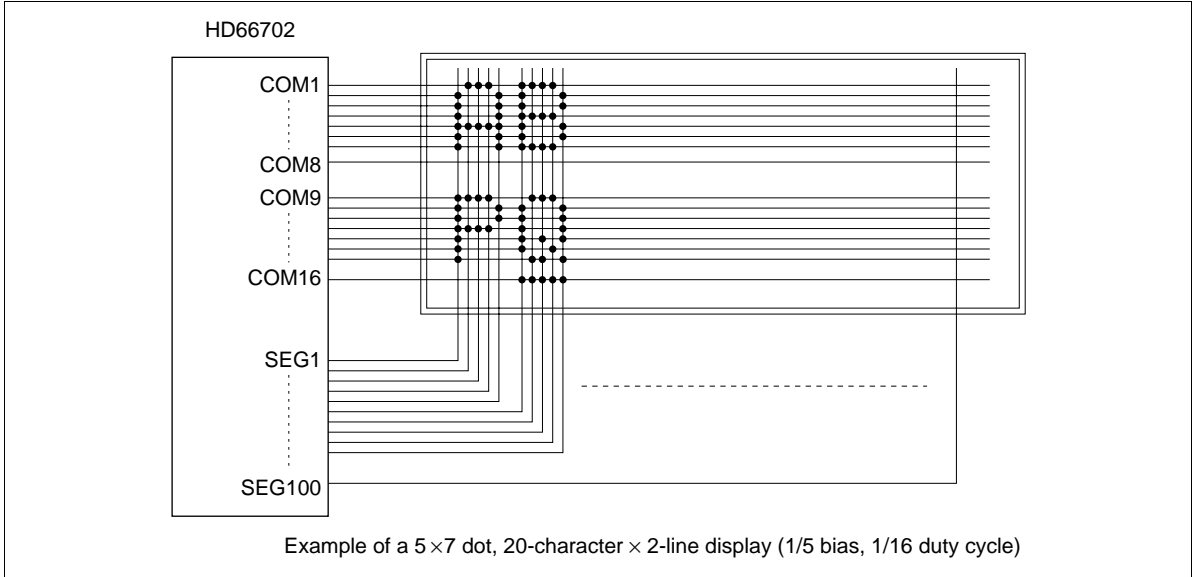 HD66702
COM1
COM8
COM9
COM16
SEG1
SEG100
Example of a 5 ×7 dot, 20-character × 2-line display (1/5 bias, 1/16 duty cycle)